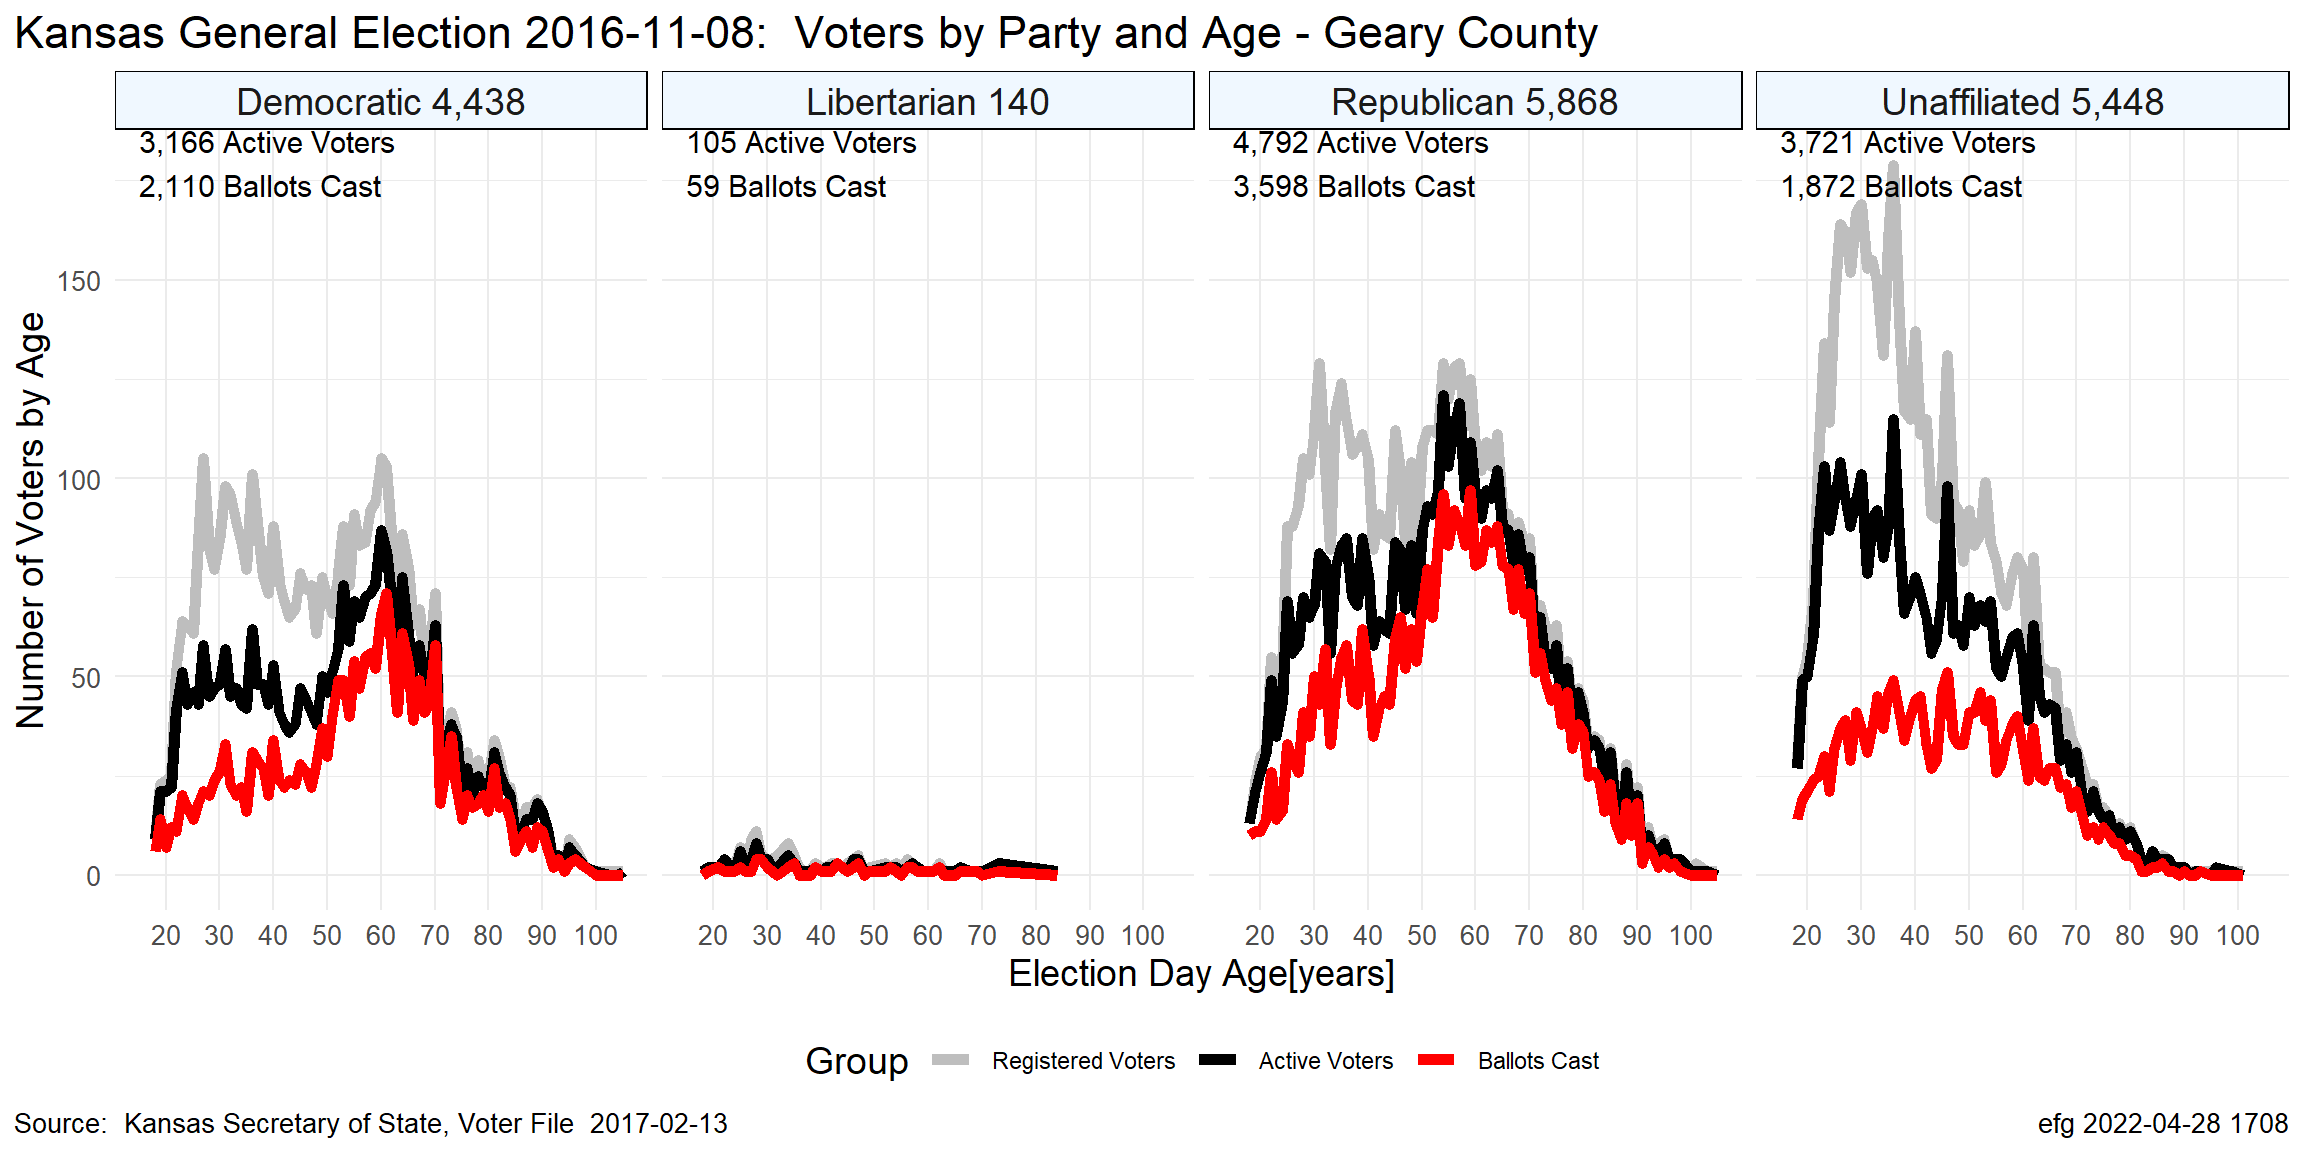 Kansas General Election 2016-11-08:  Voters by Party and Age - Geary County
Democratic 4,438
Libertarian 140
Republican 5,868
Unaffiliated 5,448
3,166 Active Voters
2,110 Ballots Cast
105 Active Voters
59 Ballots Cast
4,792 Active Voters
3,598 Ballots Cast
3,721 Active Voters
1,872 Ballots Cast
Number of Voters by Age
150
100
50
0
20 30 40 50 60 70 80 90 100
20 30 40 50 60 70 80 90 100
20 30 40 50 60 70 80 90 100
20 30 40 50 60 70 80 90 100
Election Day Age[years]
Group Registered Voters Active Voters Ballots Cast
Source:  Kansas Secretary of State, Voter File  2017-02-13
efg 2022-04-28 1708